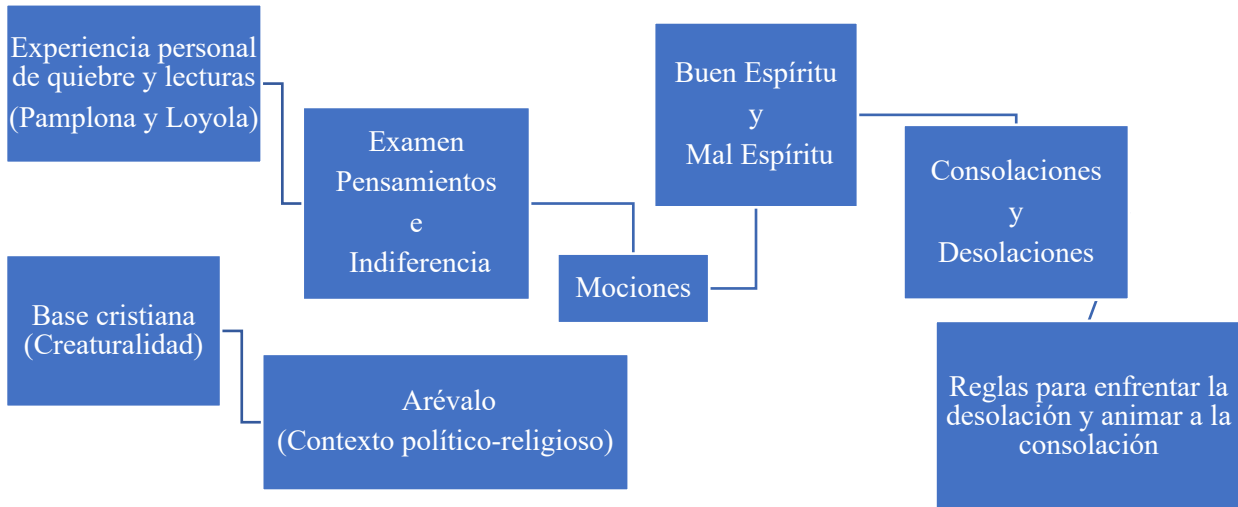 Experiencia personal
de quiebre y lecturas
(Pamplona y Loyola)
Examen
Pensamientos
e
Indiferencia
Mociones
Buen Espíritu
y
Mal Espíritu
Consolaciones
y
Desolaciones
Reglas para enfrentar la
desolación y animar a la
consolación
Base cristiana
(Creaturalidad)
Arévalo
(Contexto político-religioso)